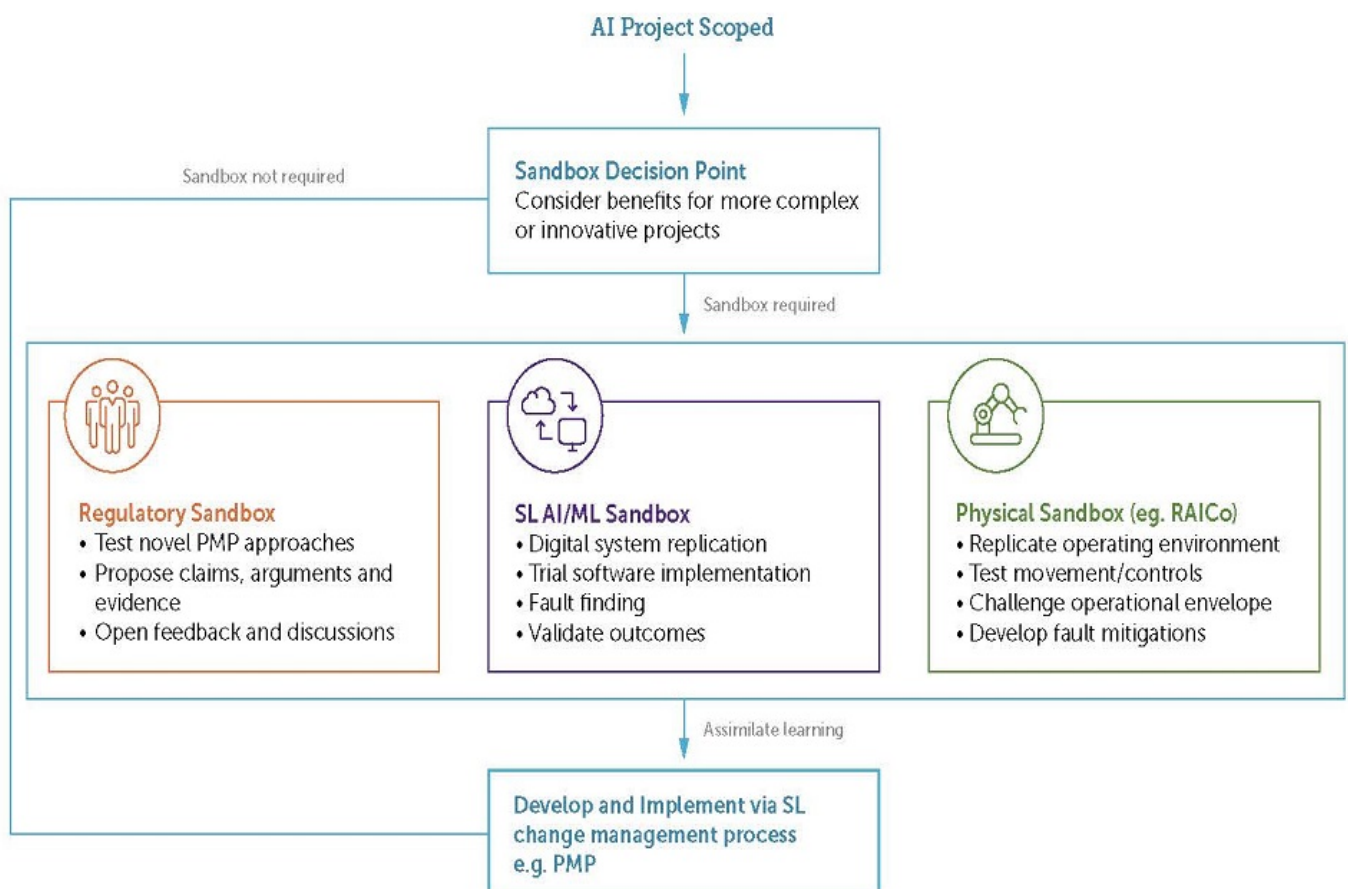 AI Project Scoped
Sandbox not required
Sandbox Decision Point
Consider benefits for more complex
or innovative projects
Sandbox required
Regulatory Sandbox
• Test novel PMP approaches
• Propose claims, arguments and
evidence
• Open feedback and discussions
SL AI/ML Sandbox
• Digital system replication
• Trial software implementation
• Fault finding
• Validate outcomes
Physical Sandbox (eg. RAICo)
• Replicate operating environment
• Test movement/controls
• Challenge operational envelope
• Develop fault mitigations
Assimilate learning
Develop and Implement via SL
change management process
e.g. PMP